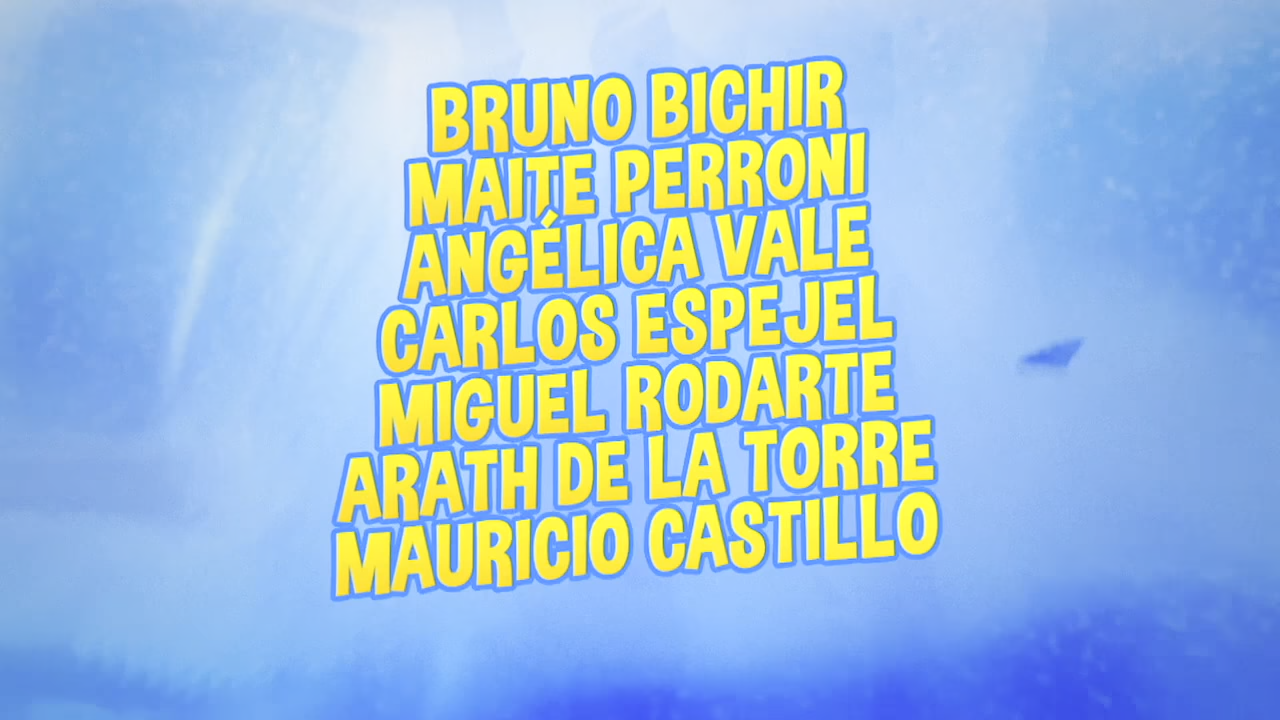 BRUNO BICHIR
MAITE PERRONI
ANGÉLICA VALE
CARLOS ESPEJEL
MIGUEL RODARTE
ARATH DE LA TORRE
MAURICIO CASTILLO